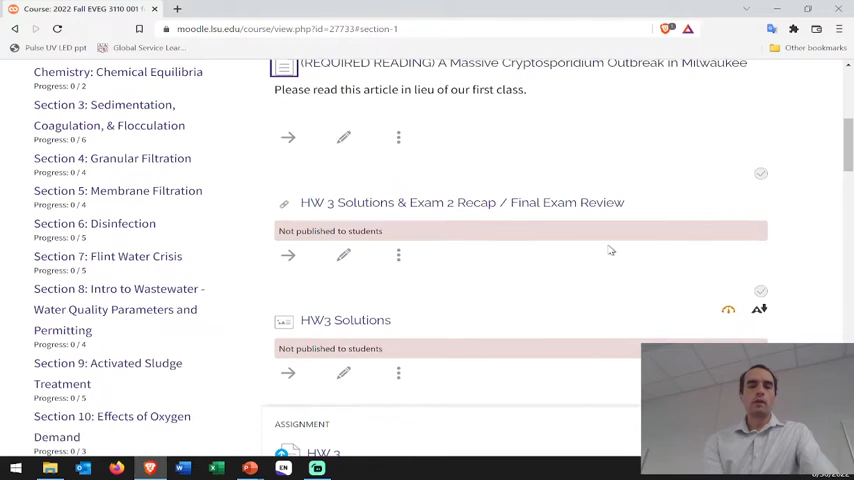 Course: 2022 Fall EVEG 3110 001 f
moodle.lsu.edu/course/view.php?id=27733#section-1
Pulse UV LED ppt
Global Service Lear...
Other bookmarks
Chemistry: Chemical Equilibria
Progress: 0 / 2
Section 3: Sedimentation,
Coagulation, & Flocculation
Progress: 0 / 6
Section 4: Granular Filtration
Progress: 0 / 4
Section 5: Membrane Filtration
Progress: 0 / 4
Section 6: Disinfection
Progress: 0 / 5
Section 7: Flint Water Crisis
Progress: 0 / 5
Section 8: Intro to Wastewater -
Water Quality Parameters and
Permitting
Progress: 0 / 4
Section 9: Activated Sludge
Treatment
Progress: 0 / 5
Section 10: Effects of Oxygen
Demand
Progress: 0 / 3
(REQUIRED READING) A Massive Cryptosporidium Outbreak in Milwaukee
Please read this article in lieu of our first class.
HW 3 Solutions & Exam 2 Recap / Final Exam Review
Not published to students
HW3 Solutions
Not published to students
ASSIGNMENT
HW 3
EN